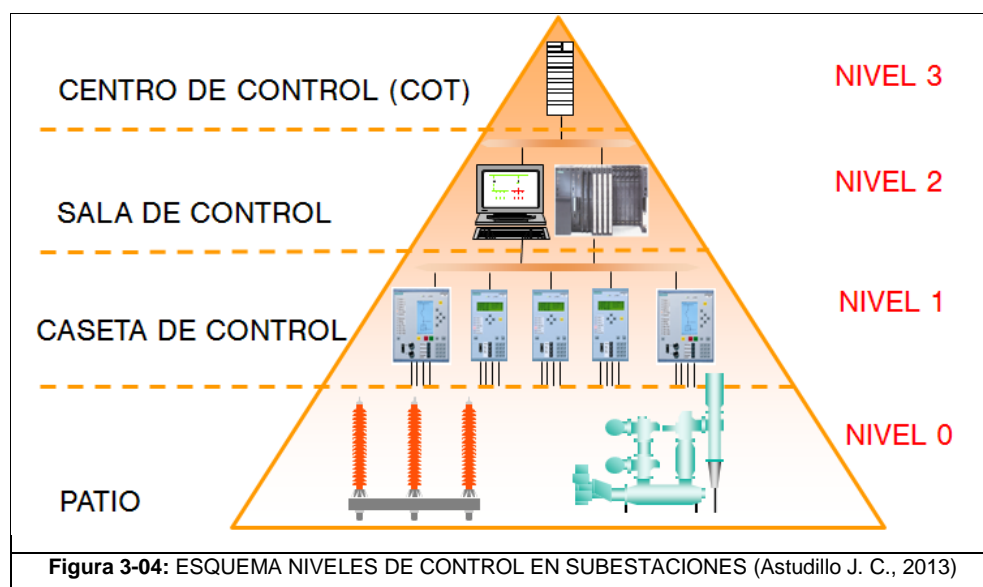 CENTRO DE CONTROL (COT)
NIVEL 3
SALA DE CONTROL
NIVEL 2
CASETA DE CONTROL
NIVEL 1
PATIO
NIVEL 0
Figura 3-04: ESQUEMA NIVELES DE CONTROL EN SUBESTACIONES (Astudillo J. C., 2013)